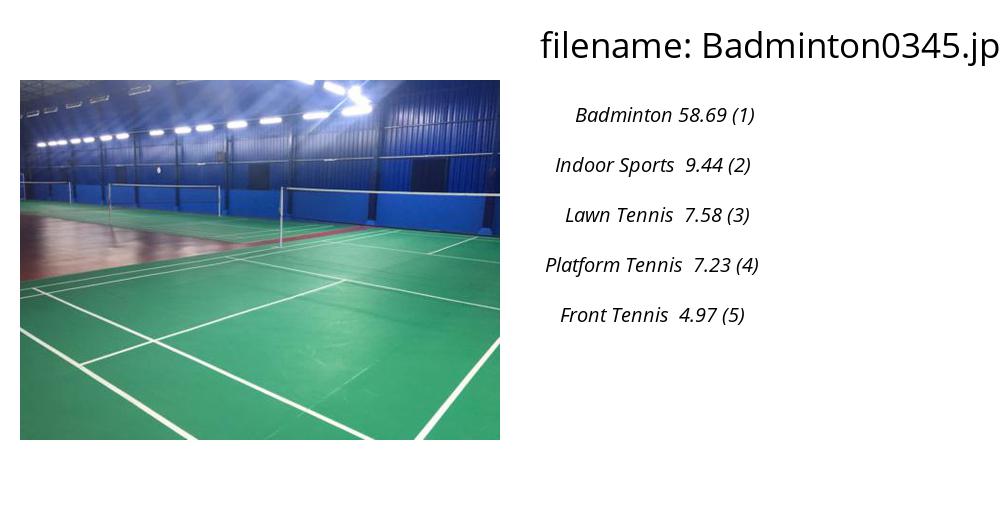 filename: Badminton0345.jp
Badminton 58.69 (1)
Indoor Sports 9.44 (2)
Lawn Tennis 7.58 (3)
Platform Tennis 7.23 (4)
Front Tennis 4.97 (5)